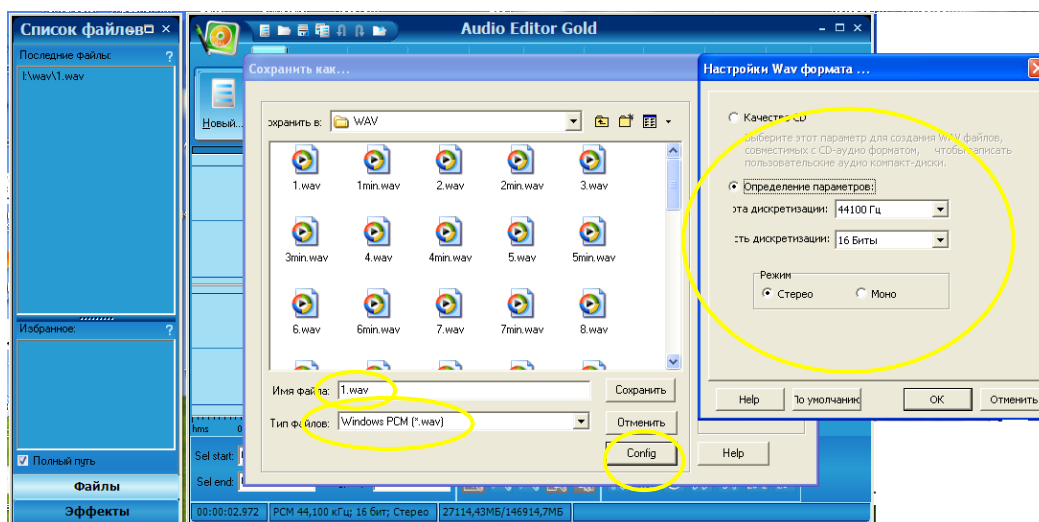 Список файлов
Последние файлы:
?
I:\wav\1.wav
Избранное:
?
Полный путь
Файлы
Эффекты
Audio Editor Gold
Новый...
hms
0
Sel start:
Sel end:
00:00:02.972
PCM 44,100 кГц; 16 бит; Стерео
27114,43МБ/146914,7МБ
Сохранить как...
охранить в:
WAV
1.wav
1min.wav
2.wav
2min.wav
3.wav
3min.wav
4.wav
4min.wav
5.wav
5min.wav
6.wav
6min.wav
7.wav
7min.wav
8.wav
Имя файла:
1.wav
Сохранить
Тип файлов:
Windows PCM (*.wav)
Отменить
Config
Help
Настройки Wav формата ...
Качество CD
Выберите этот параметр для создания WAV файлов,
совместимых с CD-аудио форматом, чтобы записать
пользовательские аудио компакт-диски.
Определение параметров:
ота дискретизации:
44100 Гц
сть дискретизации:
16 Биты
Режим
Стерео
Моно
Help
По умолчанию
OK
Отменить